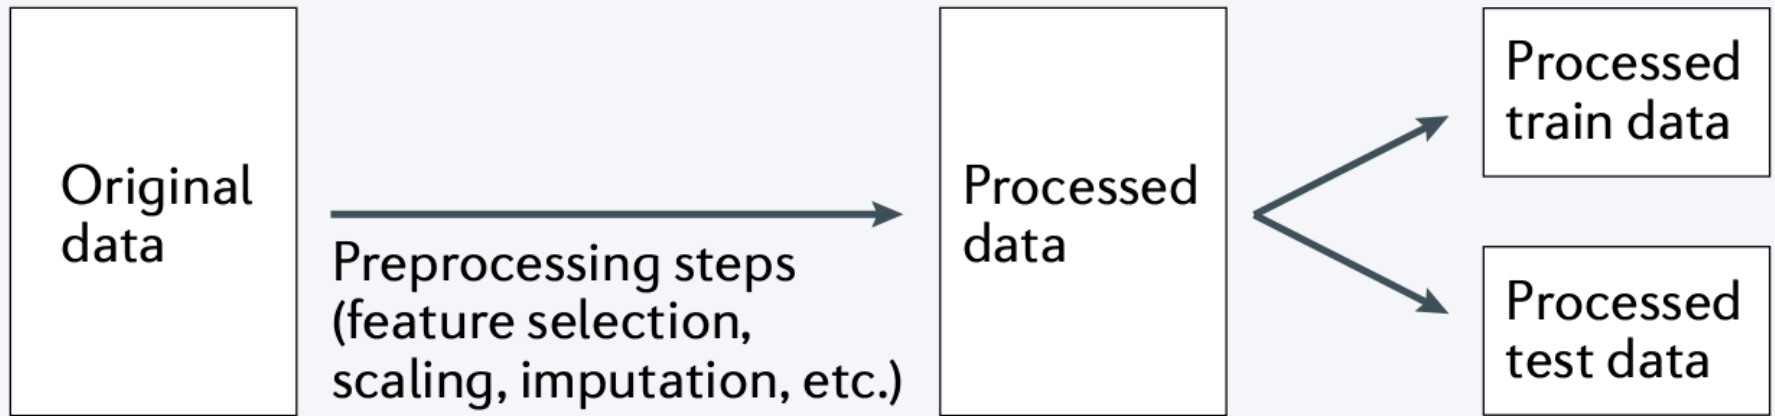 Original
data
Preprocessing steps
(feature selection,
scaling, imputation, etc.)
Processed
data
Processed
train data
Processed
test data